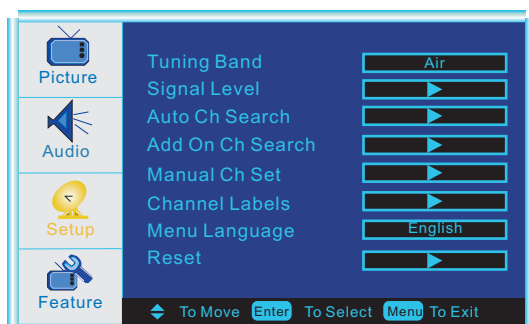 Picture
Audio
Setup
Feature
Tuning Band Air
Signal Level
Auto Ch Search
Add On Ch Search
Manual Ch Set
Channel Labels
Menu Language English
Reset
To Move Enter To Select Menu To Exit